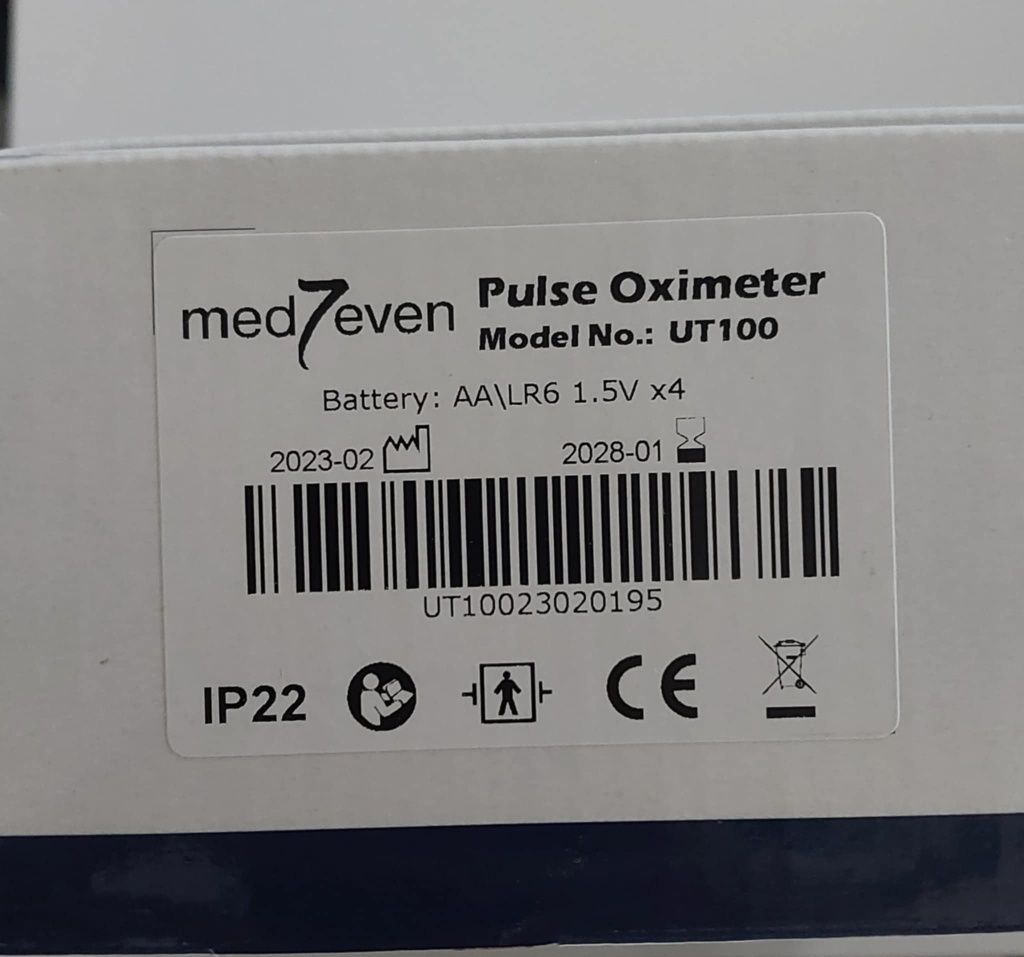 med7even
Pulse Oximeter
Model No.: UT100
Battery: AA\LR6 1.5V x4
2023-02
2028-01
UT10023020195
IP22
CE